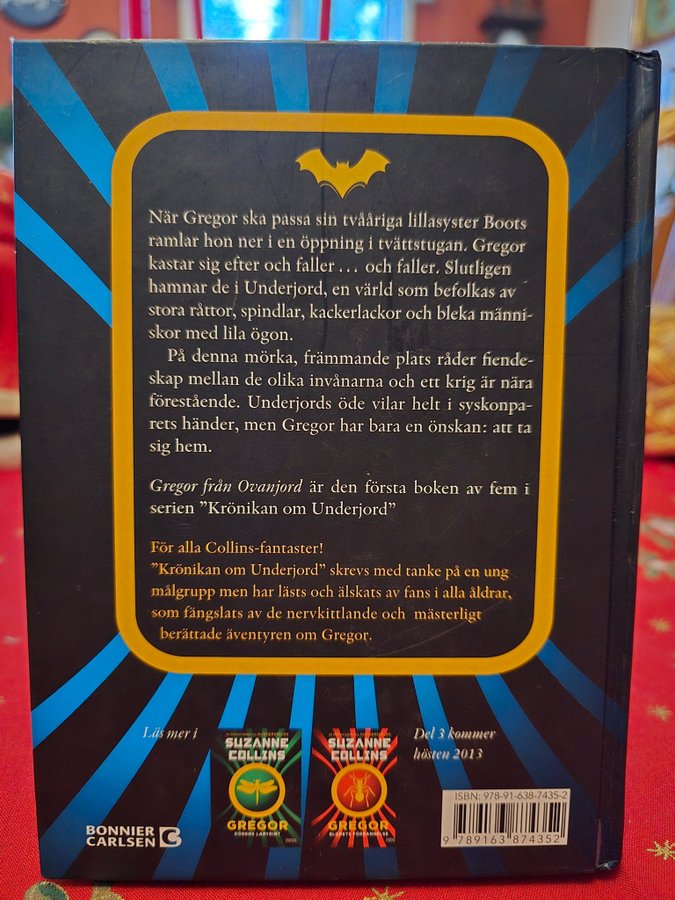 När Gregor ska passa sin tvååriga lillasyster Boots
ramlar hon ner i en öppning i tvättstugan. Gregor
kastar sig efter och faller … och faller. Slutligen
hamnar de i Underjord, en värld som befolkas av
stora råttor, spindlar, kackerlackor och bleka männi-
skor med lila ögon.
På denna mörka, främmande plats råder fiende-
skap mellan de olika invånarna och ett krig är nära
förestående. Underjords öde vilar helt i syskonpa-
rets händer, men Gregor har bara en önskan: att ta
sig hem.
Gregor från Ovanjord är den första boken av fem i
serien ”Krönikan om Underjord”
För alla Collins-fantaster!
”Krönikan om Underjord” skrevs med tanke på en ung
målgrupp men har lästs och älskats av fans i alla åldrar,
som fängslats av de nervkittlande och mästerligt
berättade äventyren om Gregor.
Läs mer i
SUZANNE
COLLINS
GREGOR
DÖDENS LABYRINT
SUZANNE
COLLINS
GREGOR
BLODETS FÖRBANNELSE
Del 3 kommer
hösten 2013
BONNIER
CARLSEN
ISBN: 978-91-638-7435-2
9 789163 874352